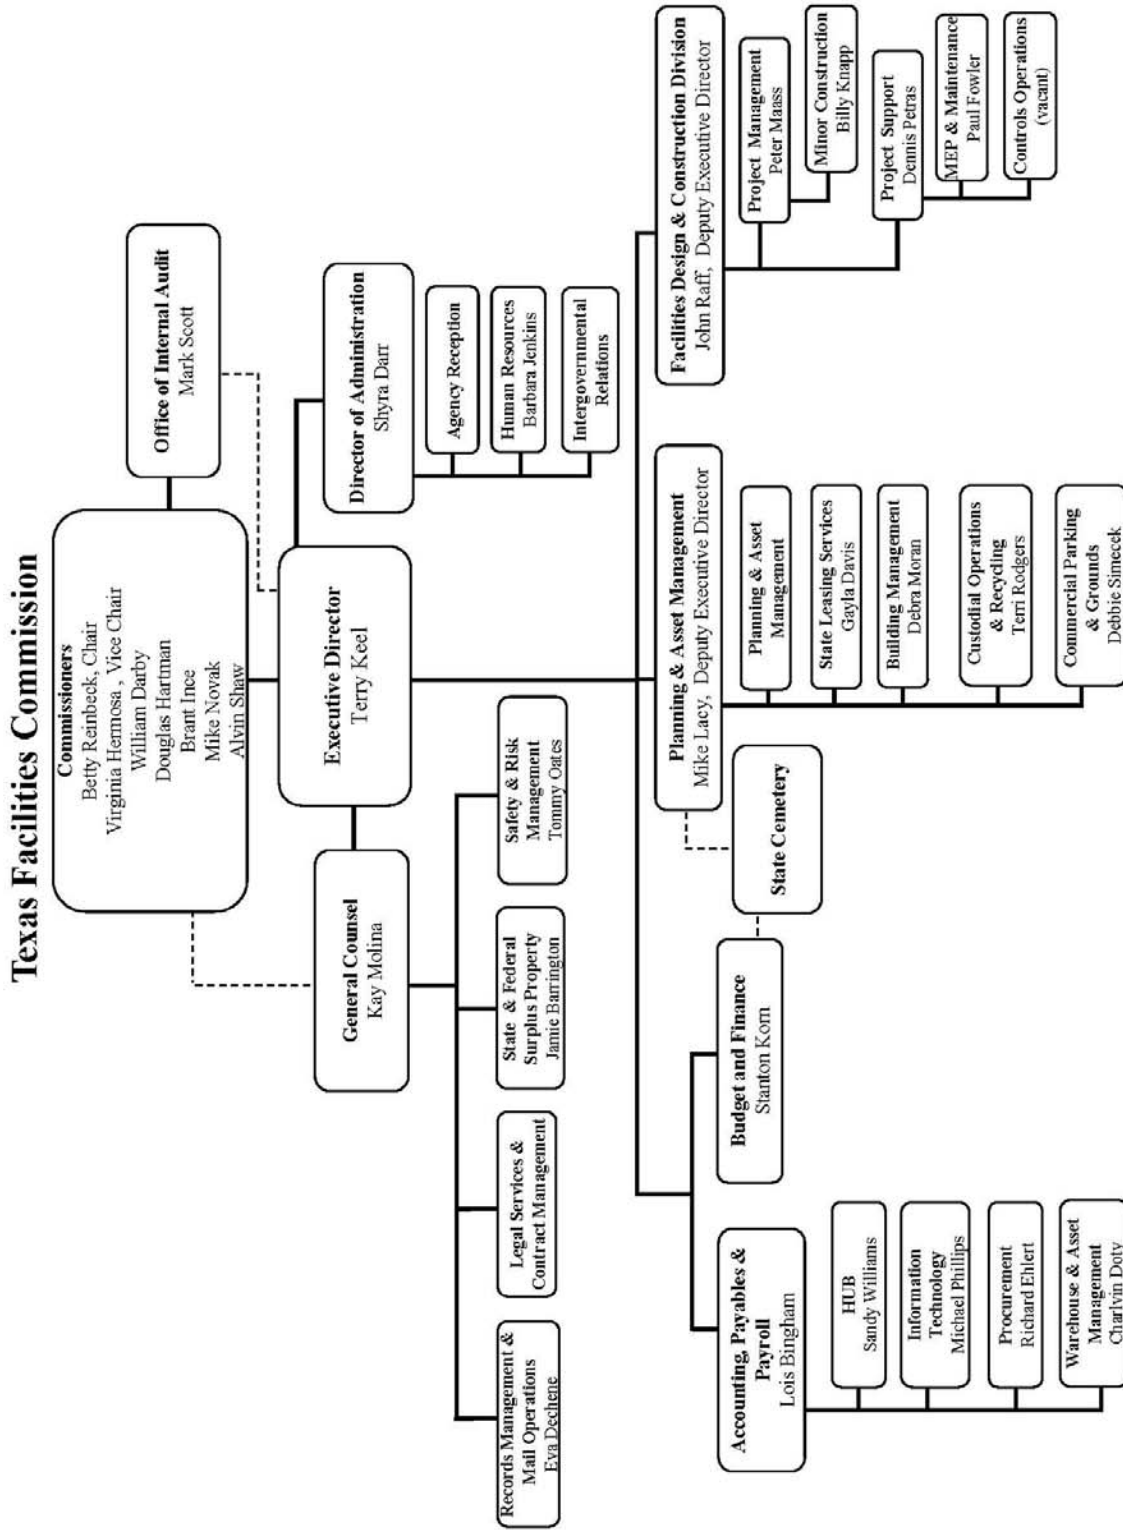 Texas Facilities Commission
Commissioners
Betty Reinbeck, Chair
Virginia Hermosa , Vice Chair
William Darby
Douglas Hartman
Brant Ince
Mike Novak
Alvin Shaw
Office of Internal Audit
Mark Scott
General Counsel
Kay Molina
Executive Director
Terry Keel
Director of Administration
Shyra Darr
Agency Reception
Human Resources
Barbara Jenkins
Intergovernmental
Relations
Records Management &
Mail Operations
Eva Dechene
Legal Services &
Contract Management
State & Federal
Surplus Property
Jamie Barrington
Safety & Risk
Management
Tommy Oates
Accounting, Payables &
Payroll
Lois Bingham
HUB
Sandy Williams
Information
Technology
Michael Phillips
Procurement
Richard Ehlert
Warehouse & Asset
Management
Charlvin Doty
Budget and Finance
Stanton Korn
State Cemetery
Planning & Asset Management
Mike Lacy, Deputy Executive Director
Planning & Asset
Management
State Leasing Services
Gayla Davis
Building Management
Debra Moran
Custodial Operations
& Recycling
Terri Rodgers
Commercial Parking
& Grounds
Debbie Simecek
Facilities Design & Construction Division
John Raff, Deputy Executive Director
Project Management
Peter Maass
Minor Construction
Billy Knapp
Project Support
Dennis Petras
MEP & Maintenance
Paul Fowler
Controls Operations
(vacant)